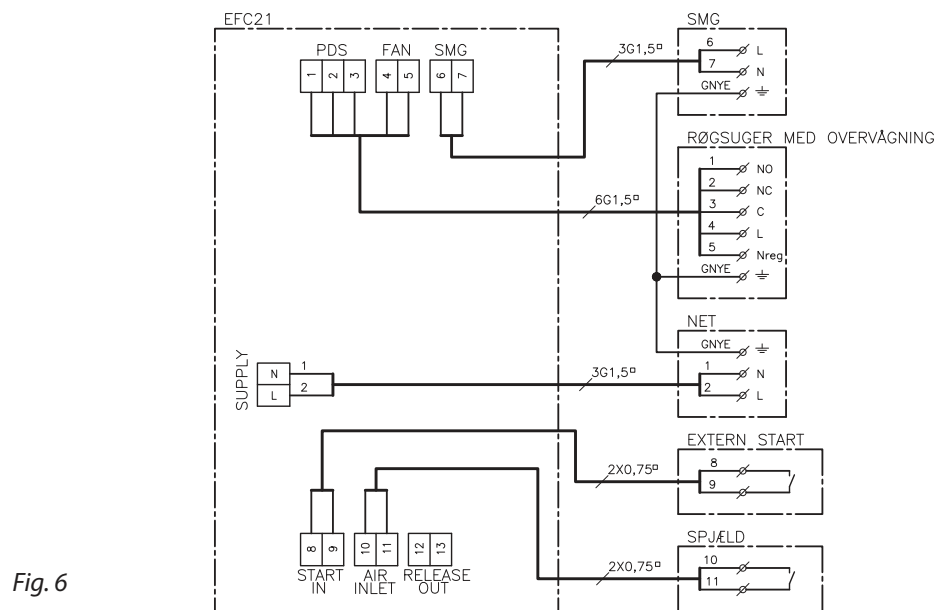 EFC21
PDS FAN SMG
1 2 3 4 5 6 7
3G1,5▫
SMG
6 L
7 N
GNYE
RØGSUGER MED OVERVÅGNING
1 NO
2 NC
6G1,5▫
3 C
4 L
5 Nreg
GNYE
NET
GNYE
SUPPLY
N 1
L 2
3G1,5▫
1 N
2 L
EXTERN START
8
2X0,75▫
9
8 9 10 11 12 13
START IN
AIR INLET
RELEASE OUT
SPJÆLD
10
2X0,75▫
11
Fig. 6